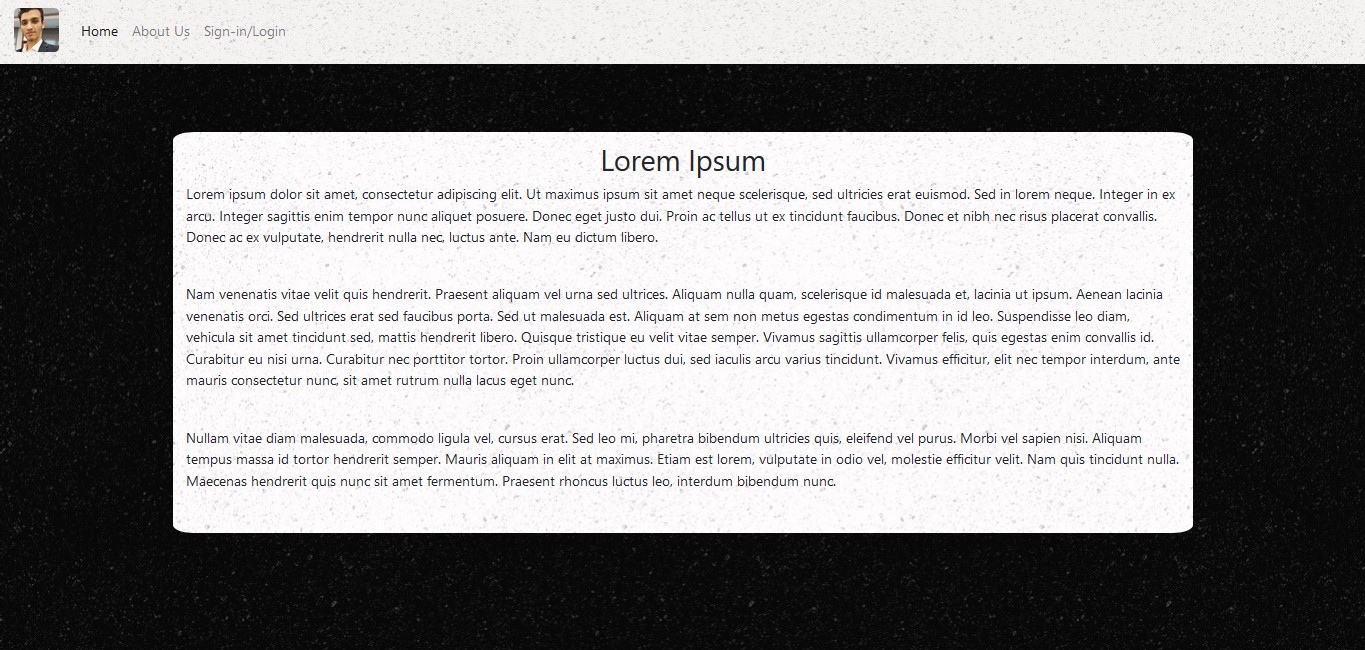 Home About Us Sign-in/Login
Lorem Ipsum
Lorem ipsum dolor sit amet, consectetur adipiscing elit. Ut maximus ipsum sit amet neque scelerisque, sed ultricies erat euismod. Sed in lorem neque. Integer in ex
arcu. Integer sagittis enim tempor nunc aliquet posuere. Donec eget justo dui. Proin ac tellus ut ex tincidunt faucibus. Donec et nibh nec risus placerat convallis.
Donec ac ex vulputate, hendrerit nulla nec, luctus ante. Nam eu dictum libero.
Nam venenatis vitae velit quis hendrerit. Praesent aliquam vel urna sed ultrices. Aliquam nulla quam, scelerisque id malesuada et, lacinia ut ipsum. Aenean lacinia
venenatis orci. Sed ultrices erat sed faucibus porta. Sed ut malesuada est. Aliquam at sem non metus egestas condimentum in id leo. Suspendisse leo diam,
vehicula sit amet tincidunt sed, mattis hendrerit libero. Quisque tristique eu velit vitae semper. Vivamus sagittis ullamcorper felis, quis egestas enim convallis id.
Curabitur eu nisi urna. Curabitur nec porttitor tortor. Proin ullamcorper luctus dui, sed iaculis arcu varius tincidunt. Vivamus efficitur, elit nec tempor interdum, ante
mauris consectetur nunc, sit amet rutrum nulla lacus eget nunc.
Nullam vitae diam malesuada, commodo ligula vel, cursus erat. Sed leo mi, pharetra bibendum ultricies quis, eleifend vel purus. Morbi vel sapien nisi. Aliquam
tempus massa id tortor hendrerit semper. Mauris aliquam in elit at maximus. Etiam est lorem, vulputate in odio vel, molestie efficitur velit. Nam quis tincidunt nulla.
Maecenas hendrerit quis nunc sit amet fermentum. Praesent rhoncus luctus leo, interdum bibendum nunc.